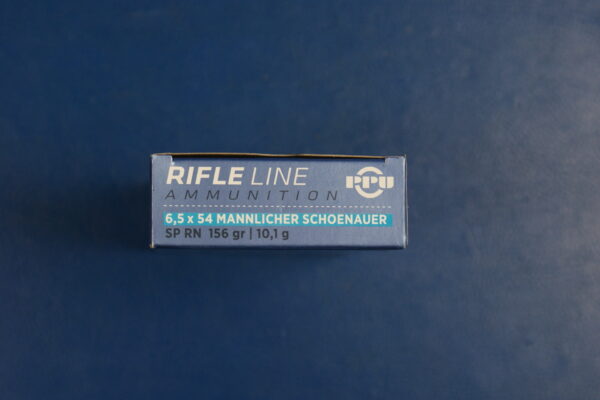 RIFLE LINE
AMMUNITION
PPU
6,5 x 54 MANNLICHER SCHOENAUER
SP RN 156 gr | 10,1 g